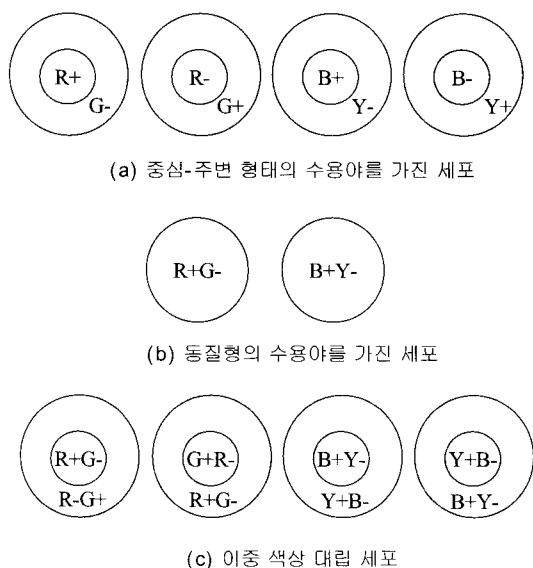 R+ R- B+ B-
G- G+ Y- Y+
(a) 중심-주변 형태의 수용야를 가진 세포
R+G- B+Y-
(b) 동질형의 수용야를 가진 세포
R+G- G+R- B+Y- Y+B-
R-G+ R+G- Y+B- B+Y-
(c) 이중 색상 대립 세포